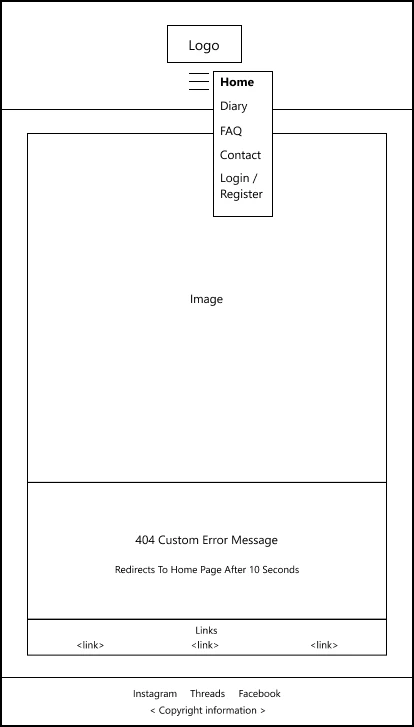 Logo
Home
Diary
FAQ
Contact
Login /
Register
Image
404 Custom Error Message
Redirects To Home Page After 10 Seconds
Links
<link> <link> <link>
Instagram Threads Facebook
< Copyright information >